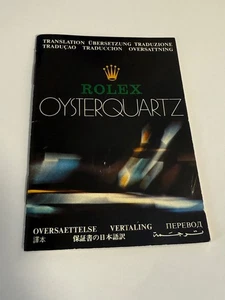 TRANSLATION ÜBERSETZUNG TRADUZIONE
TRADUÇAO TRADUCCION OVERSATTNING
ROLEX
OYSTERQUARTZ
OVERSAETTELSE VERTALING ПЕРЕВОД
譯本 保証書の日本語訳 ترجمة